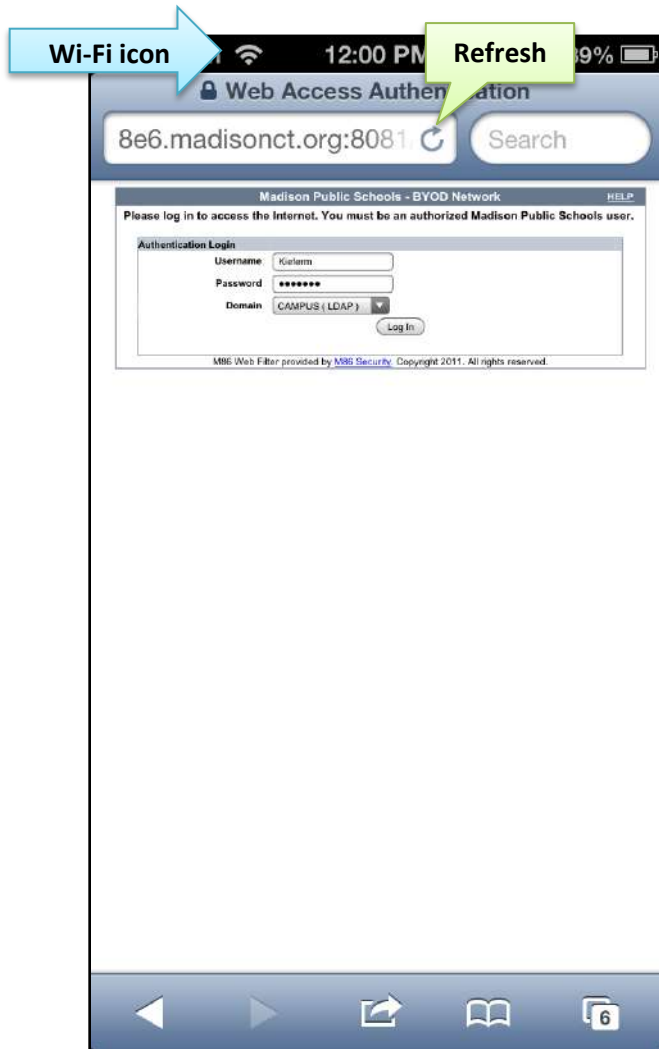 Wi-Fi icon
12:00 PM
Refresh
9%
Web Access Authen ation
8e6.madisonct.org:8081
Search
Madison Public Schools - BYOD Network HELP
Please log in to access the Internet. You must be an authorized Madison Public Schools user.
Authentication Login
Username
Password •••••••
Domain CAMPUS ( LDAP )
Log In
M86 Web Filter provided by M86 Security. Copyright 2011. All rights reserved.
6